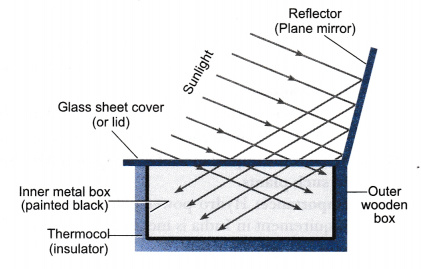 Reflector
(Plane mirror)
Sunlight
Glass sheet cover
(or lid)
Inner metal box
(painted black)
Outer
wooden
box
Thermocol
(insulator)